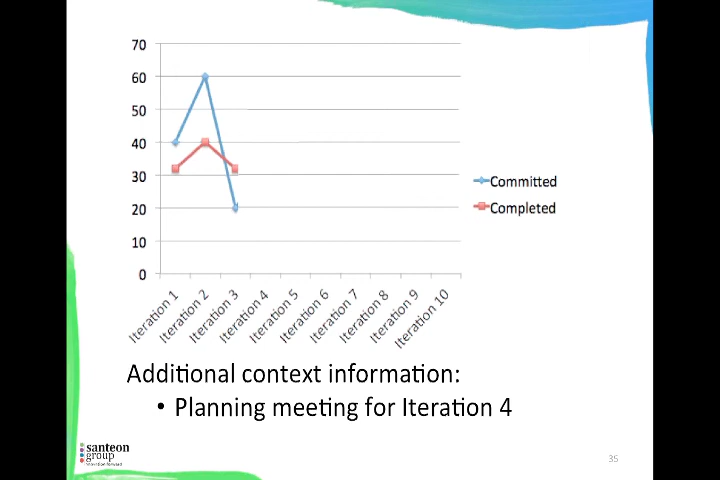 70
60
50
40
30
20
10
0
Iteration 1
Iteration 2
Iteration 3
Iteration 4
Iteration 5
Iteration 6
Iteration 7
Iteration 8
Iteration 9
Iteration 10
Committed
Completed
Additional context information:
• Planning meeting for Iteration 4
santeon
group
35